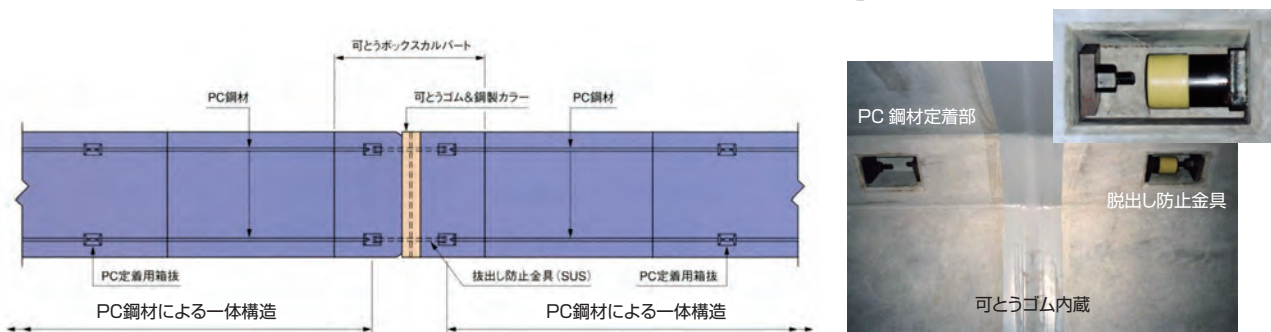 可とうボックスカルバート
PC鋼材
可とうゴム&鋼製カラー
PC鋼材
PC定着用箱抜
抜出し防止金具(SUS)
PC定着用箱抜
PC鋼材による一体構造
PC鋼材による一体構造
PC 鋼材定着部
脱出し防止金具
可とうゴム内蔵